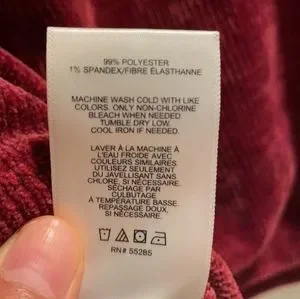 99% POLYESTER
1% SPANDEX/FIBRE ÉLASTHANNE
MACHINE WASH COLD WITH LIKE
COLORS. ONLY NON-CHLORINE
BLEACH WHEN NEEDED
TUMBLE DRY LOW.
COOL IRON IF NEEDED.
LAVER À LA MACHINE À
L'EAU FROIDE AVEC
COULEURS SIMILAIRES.
UTILISEZ SEULEMENT
DU JAVELLISANT SANS
CHLORE, SI NÉCESSAIRE.
SÉCHAGE PAR
CULBUTAGE
À TEMPÉRATURE BASSE.
REPASSAGE DOUX,
SI NÉCESSAIRE.
RN# 55285